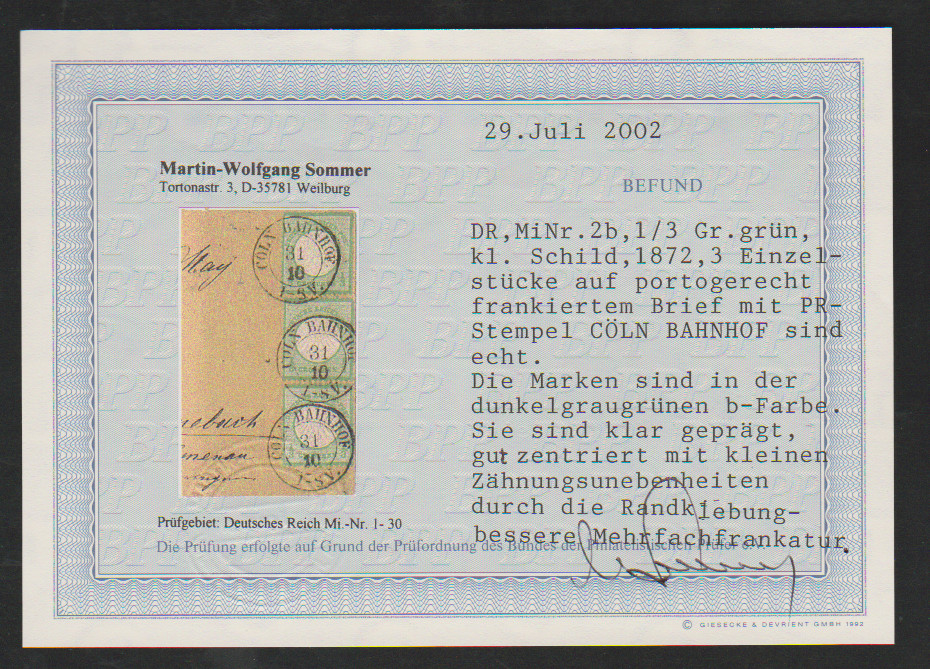 29.Juli 2002
Martin-Wolfgang Sommer
Tortonastr. 3, D-35781 Weilburg
BEFUND
DR,MiNr.2b,1/3 Gr.grün,
kl. Schild,1872,3 Einzel-
stücke auf portogerecht
frankiertem Brief mit PR-
Stempel CÖLN BAHNHOF sind
echt.
Die Marken sind in der
dunkelgraugrünen b-Farbe.
Sie sind klar geprägt,
gut zentriert mit kleinen
Zähnungsunebenheiten
durch die Randklebung-
bessere Mehrfachfrankatur.
CÖLN BAHNHOF
31
10
CÖLN BAHNHOF
31
10
CÖLN BAHNHOF
31
10
Prüfgebiet: Deutsches Reich Mi.-Nr. 1- 30
Die Prüfung erfolgte auf Grund der Prüfordnung des Bundes der Philatelistischen Prüfer e.V.
© GIESECKE & DEVRIENT GMBH 1992
BPP